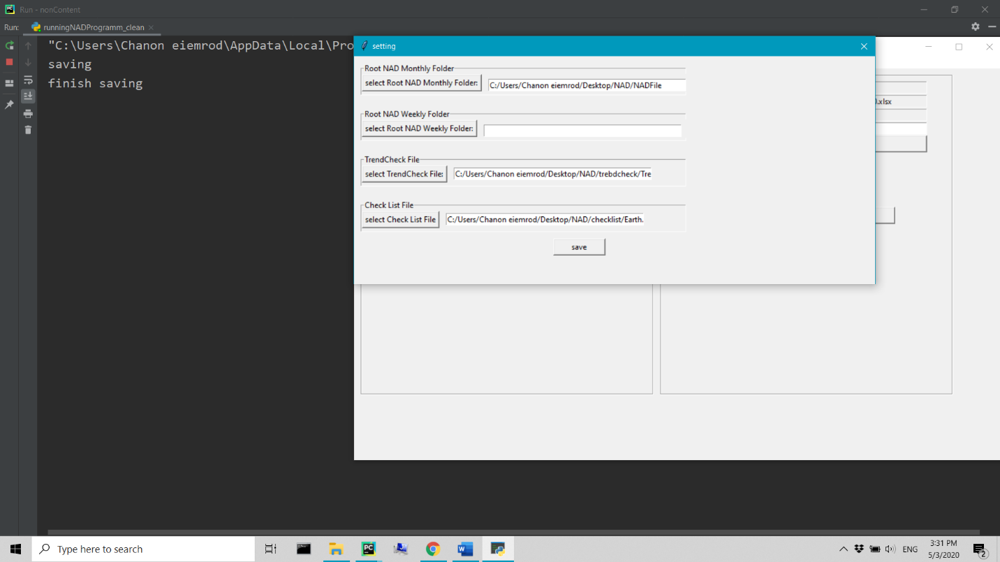 Run - nonContent
Run: runningNADProgramm_clean
"C:\Users\Chanon eiemrod\AppData\Local\Pro
saving
finish saving
setting
Root NAD Monthly Folder
select Root NAD Monthly Folder: C:/Users/Chanon eiemrod/Desktop/NAD/NADFile
Root NAD Weekly Folder
select Root NAD Weekly Folder:
TrendCheck File
select TrendCheck File: C:/Users/Chanon eiemrod/Desktop/NAD/trebdcheck/Tre
Check List File
select Check List File C:/Users/Chanon eiemrod/Desktop/NAD/checklist/Earth.
save
.xlsx
Type here to search
PC
ENG
3:31 PM
5/3/2020
2